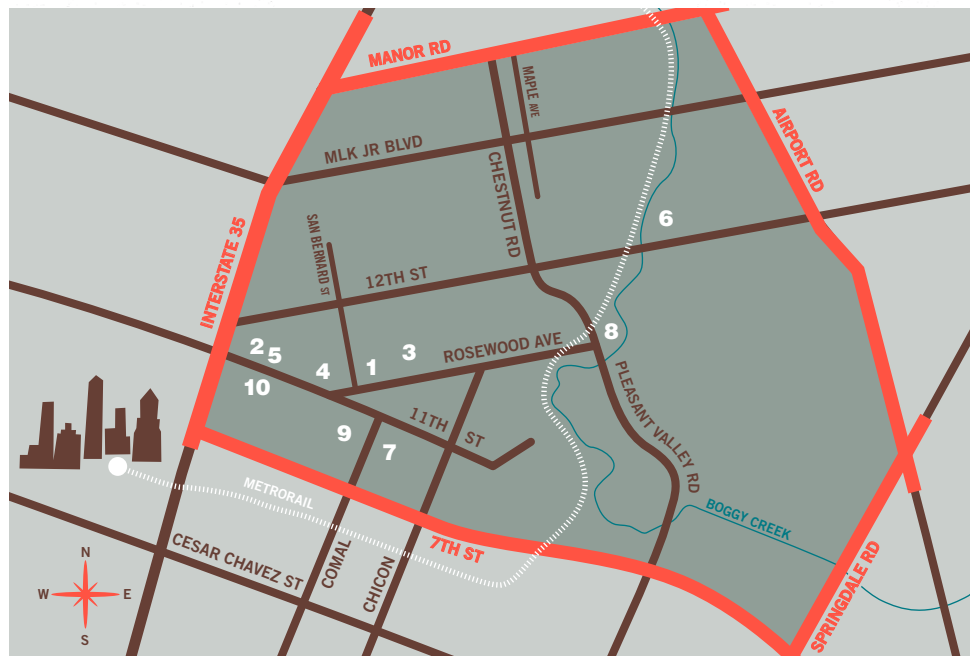 MANOR RD
MAPLE AVE
AIRPORT RD
MLK JR BLVD
CHESTNUT RD
INTERSTATE 35
SAN BERNARD ST
6
12TH ST
8
2
5
3
ROSEWOOD AVE
4
1
10
PLEASANT VALLEY RD
11TH ST
9
7
METRORAIL
BOGGY CREEK
7TH ST
CESAR CHAVEZ ST
COMAL
CHICON
SPRINGDALE RD
N
W
E
S